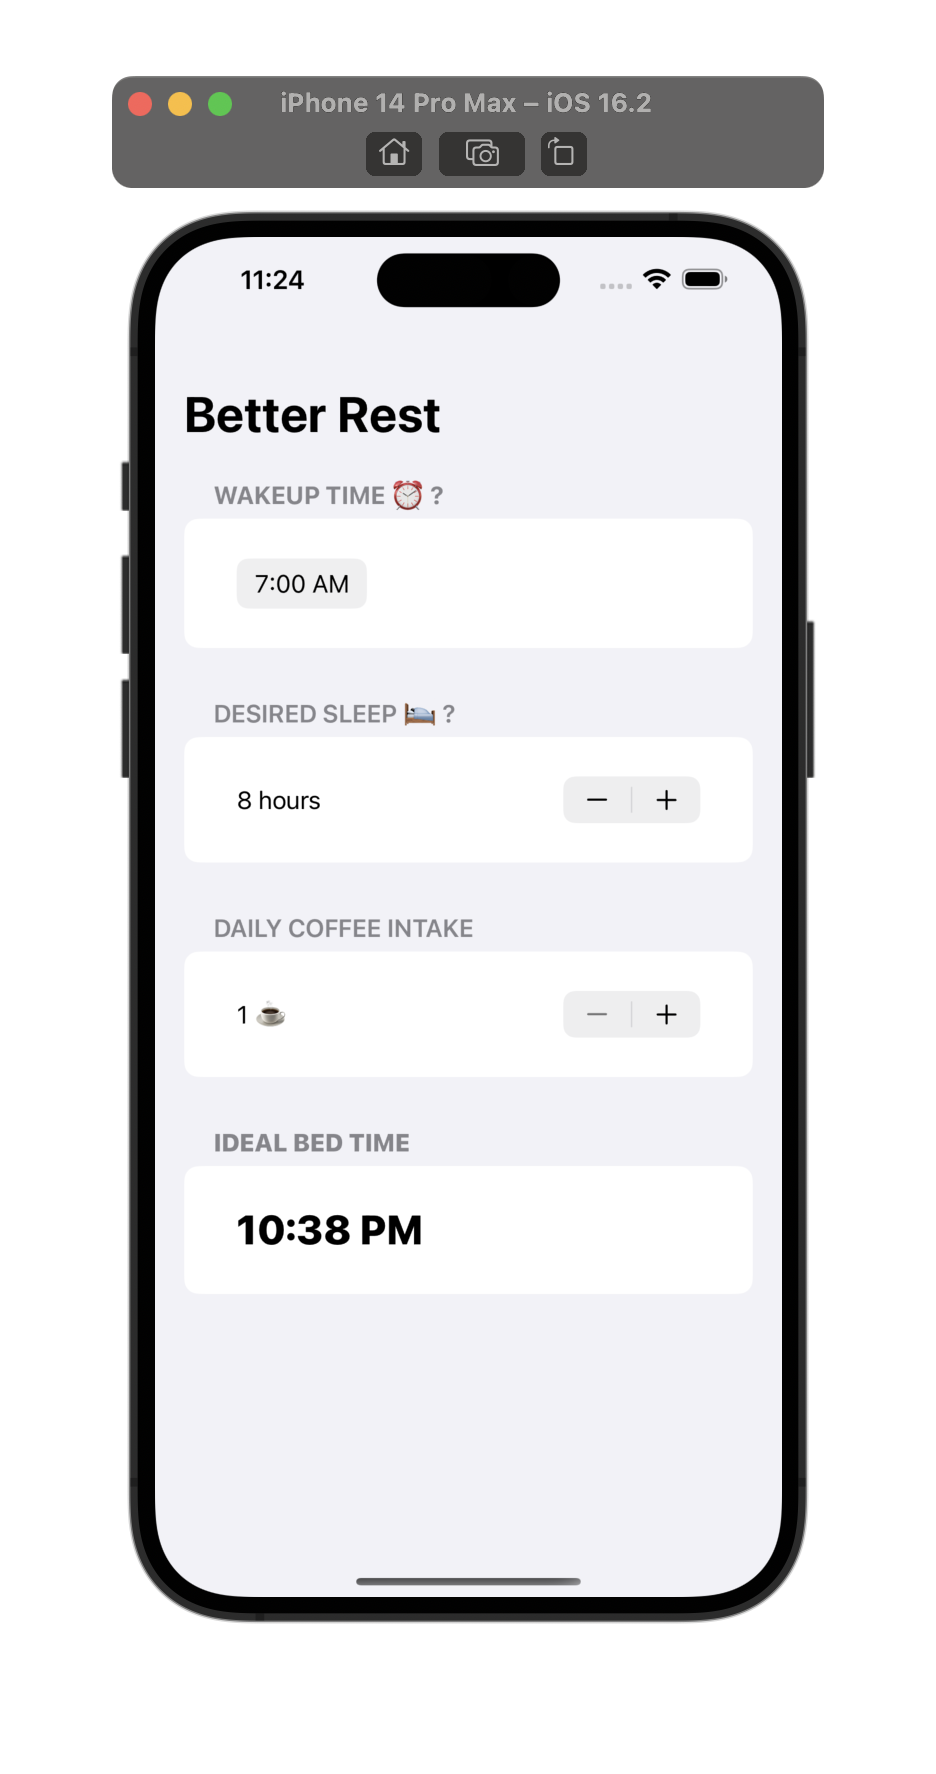 iPhone 14 Pro Max – iOS 16.2
11:24
Better Rest
WAKEUP TIME ⏰ ?
7:00 AM
DESIRED SLEEP 🛌 ?
8 hours
DAILY COFFEE INTAKE
1 ☕
IDEAL BED TIME
10:38 PM